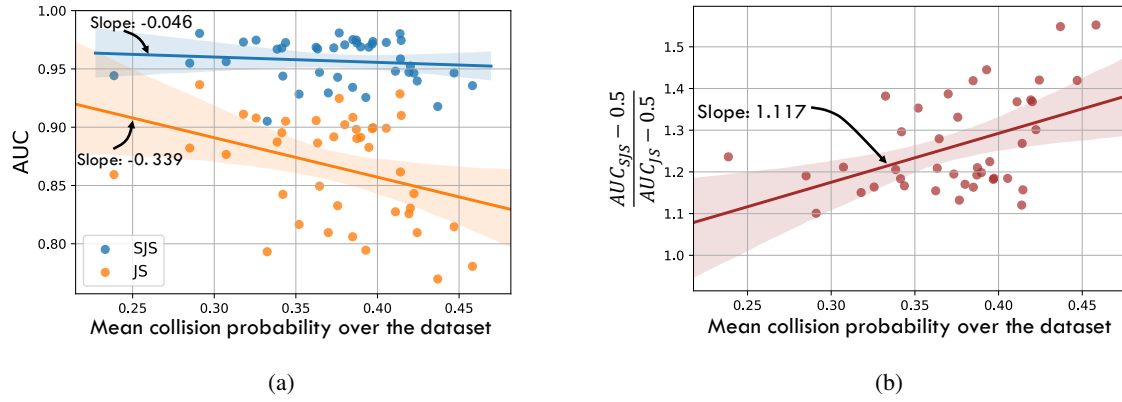 Slope: -0.046
Slope: -0.339
AUC
1.00
0.95
0.90
0.85
0.80
SJS
JS
0.25 0.30 0.35 0.40 0.45
Mean collision probability over the dataset
(a)
AUC_SJS − 0.5
AUC_JS − 0.5
1.5
1.4
1.3
1.2
1.1
1.0
Slope: 1.117
0.25 0.30 0.35 0.40 0.45
Mean collision probability over the dataset
(b)